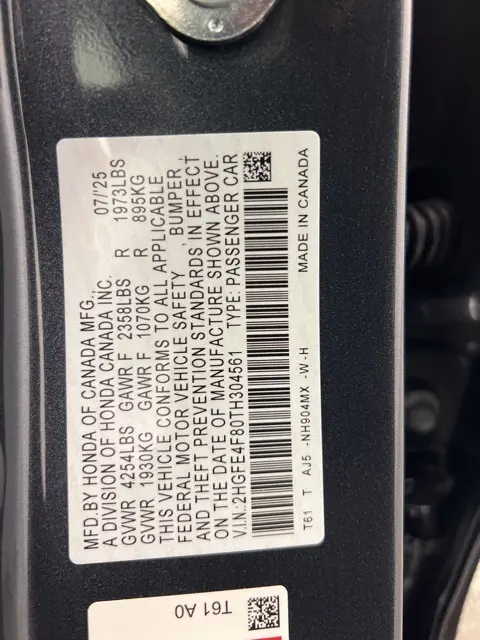 MFD.BY HONDA OF CANADA MFG.,
A DIVISION OF HONDA CANADA INC. 07/'25
GVWR 4254LBS GAWR F 2358LBS R 1973LBS
GVWR 1930KG GAWR F 1070KG R 895KG
THIS VEHICLE CONFORMS TO ALL APPLICABLE
FEDERAL MOTOR VEHICLE SAFETY , BUMPER ,
AND THEFT PREVENTION STANDARDS IN EFFECT
ON THE DATE OF MANUFACTURE SHOWN ABOVE.
V.I.N.:2HGFE4F80TH304561 TYPE: PASSENGER CAR
T61 T AJ5 -NH904MX -W-H MADE IN CANADA
T61 A0